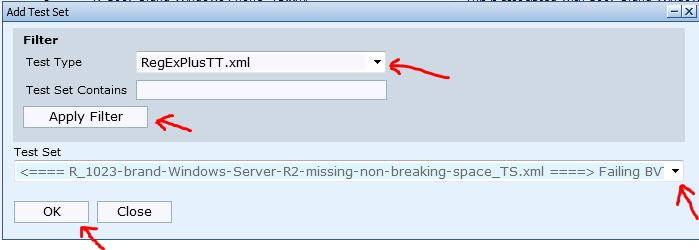 Add Test Set
Filter
Test Type
RegExPlusTT.xml
Test Set Contains
Apply Filter
Test Set
<==== R_1023-brand-Windows-Server-R2-missing-non-breaking-space_TS.xml ====> Failing BVT
OK
Close